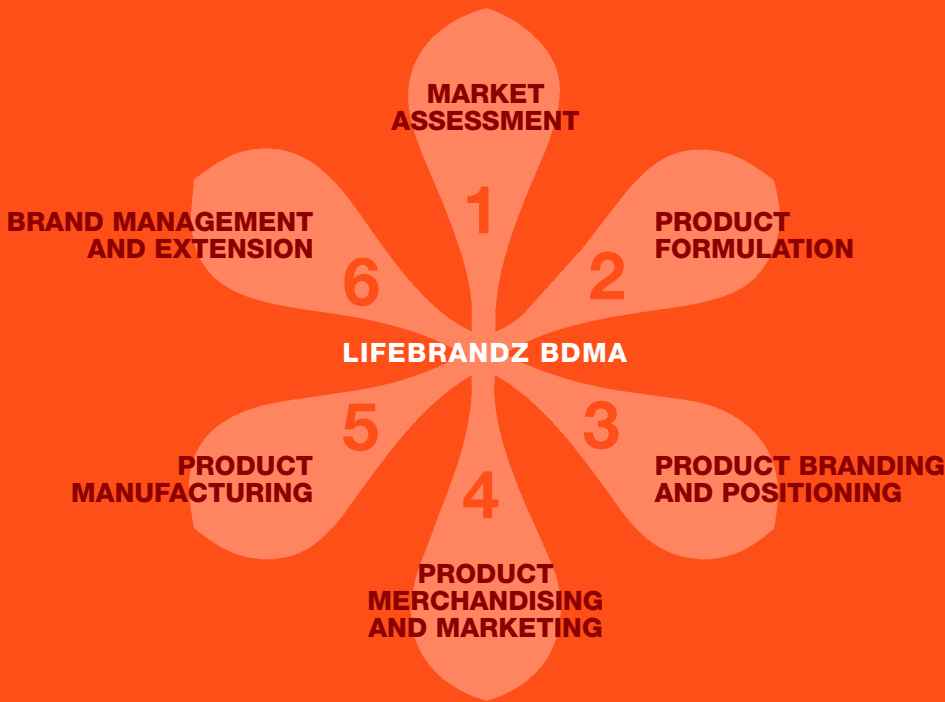 MARKET
ASSESSMENT
1
PRODUCT
FORMULATION
2
LIFEBRANDZ BDMA
3
PRODUCT BRANDING
AND POSITIONING
4
PRODUCT
MERCHANDISING
AND MARKETING
5
PRODUCT
MANUFACTURING
6
BRAND MANAGEMENT
AND EXTENSION